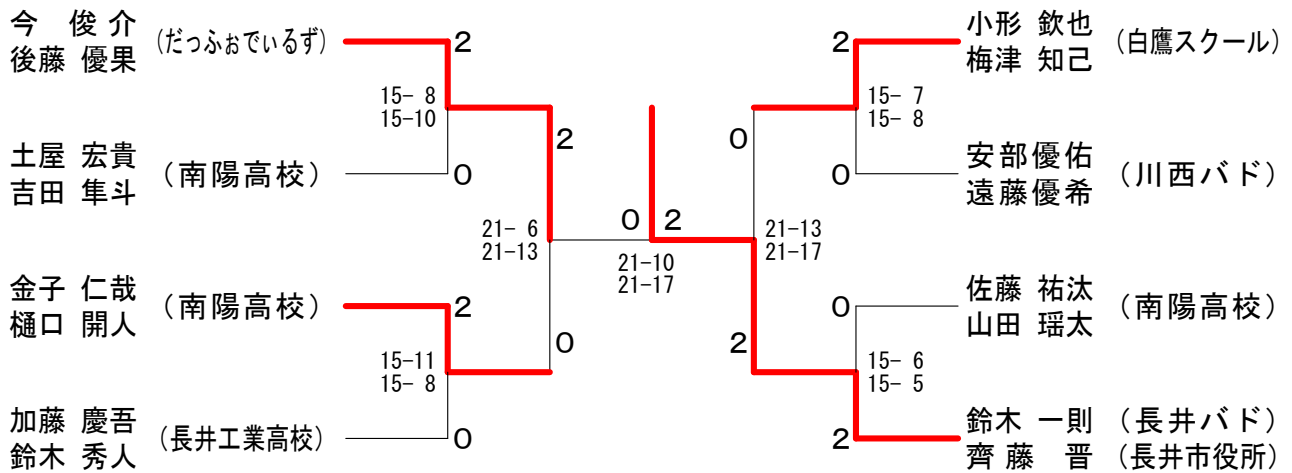 今 俊介
後藤 優果
(だっふぉでぃるず)
2
15- 8
15-10
土屋 宏貴
吉田 隼斗
(南陽高校)
0
2
21- 6
21-13
金子 仁哉
樋口 開人
(南陽高校)
2
15-11
15- 8
0
加藤 慶吾
鈴木 秀人
(長井工業高校)
0
0
2
21-10
21-17
小形 欽也
梅津 知己
(白鷹スクール)
2
15- 7
15- 8
0
安部優佑
遠藤優希
(川西バド)
0
21-13
21-17
佐藤 祐汰
山田 瑶太
(南陽高校)
0
2
15- 6
15- 5
鈴木 一則
(長井バド)
齊藤 晋
(長井市役所)
2